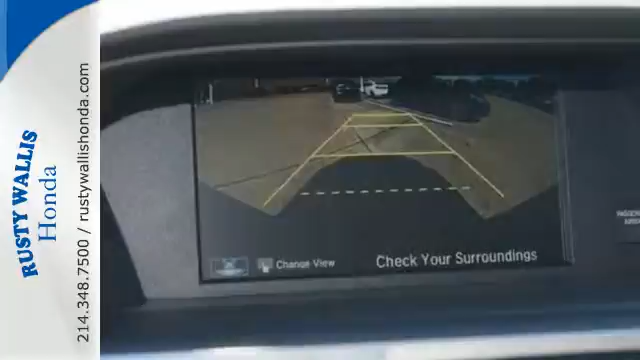 RUSTY WALLIS
Honda
214.348.7500 / rustywallishonda.com
Change View
Check Your Surroundings